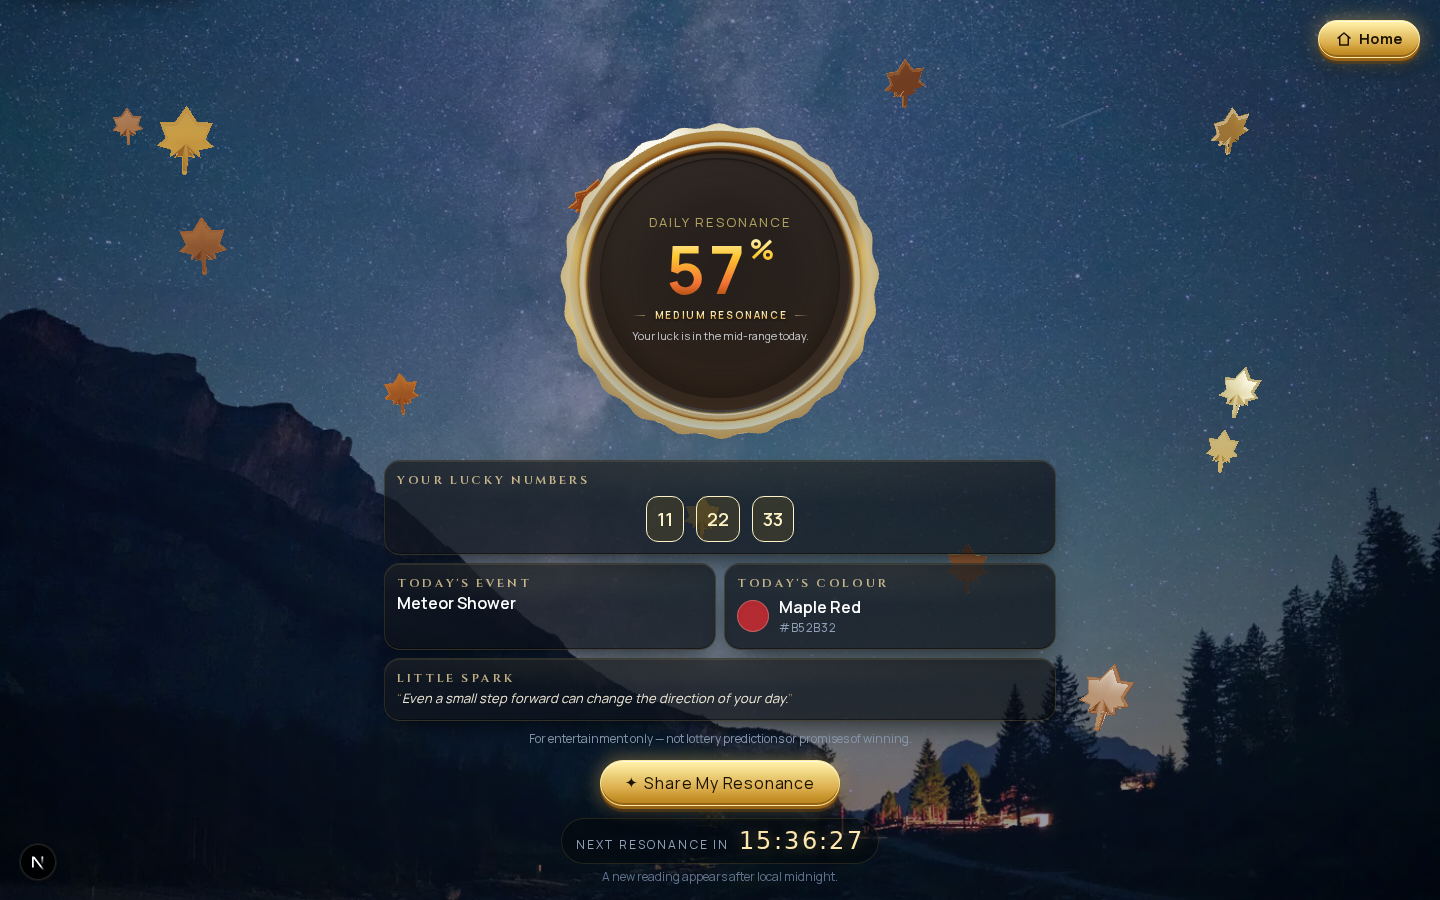 Home
DAILY RESONANCE
57%
MEDIUM RESONANCE
Your luck is in the mid-range today.
YOUR LUCKY NUMBERS
11 22 33
TODAY'S EVENT
Meteor Shower
TODAY'S COLOUR
Maple Red
#B52B32
LITTLE SPARK
“Even a small step forward can change the direction of your day.”
For entertainment only — not lottery predictions or promises of winning.
✦ Share My Resonance
NEXT RESONANCE IN 15:36:27
A new reading appears after local midnight.
N